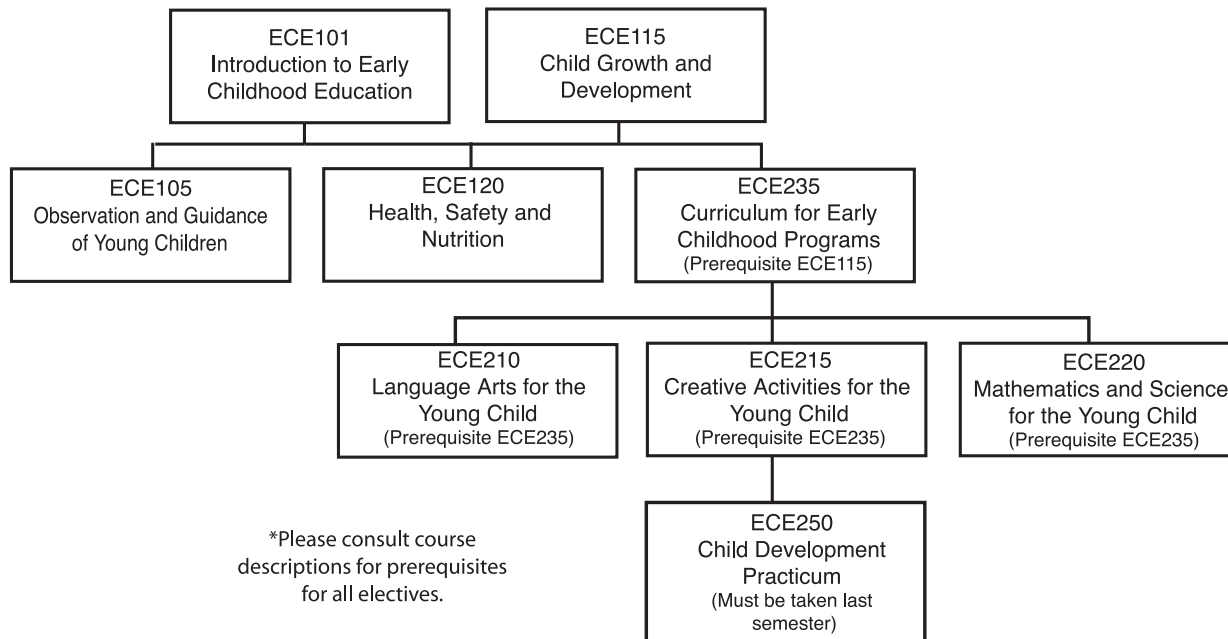 ECE101
Introduction to Early
Childhood Education
ECE115
Child Growth and
Development
ECE105
Observation and Guidance
of Young Children
ECE120
Health, Safety and
Nutrition
ECE235
Curriculum for Early
Childhood Programs
(Prerequisite ECE115)
ECE210
Language Arts for the
Young Child
(Prerequisite ECE235)
ECE215
Creative Activities for the
Young Child
(Prerequisite ECE235)
ECE220
Mathematics and Science
for the Young Child
(Prerequisite ECE235)
*Please consult course
descriptions for prerequisites
for all electives.
ECE250
Child Development
Practicum
(Must be taken last
semester)